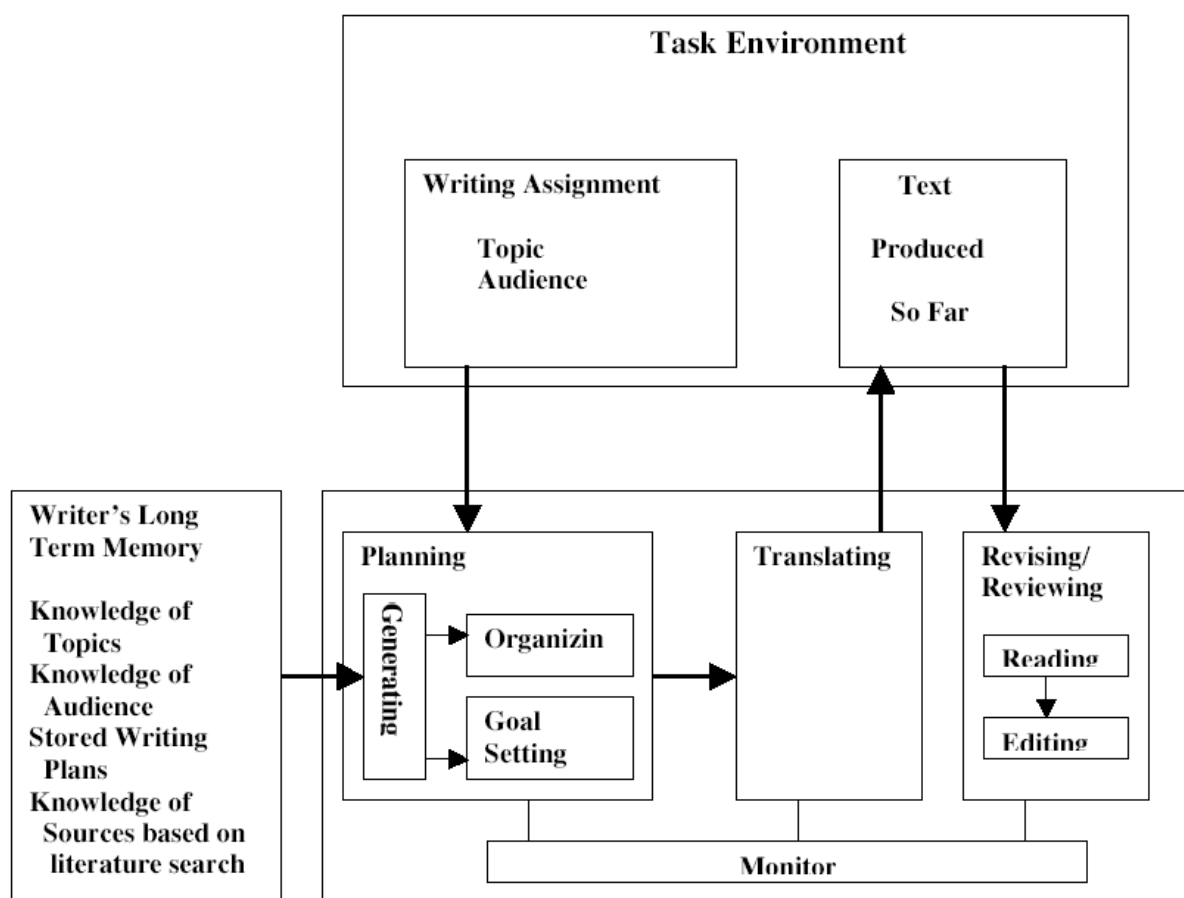 Task Environment
Writing Assignment
Topic
Audience
Text
Produced
So Far
Writer's Long
Term Memory
Knowledge of
Topics
Knowledge of
Audience
Stored Writing
Plans
Knowledge of
Sources based on
literature search
Planning
Generating
Organizin
Goal
Setting
Translating
Revising/
Reviewing
Reading
Editing
Monitor